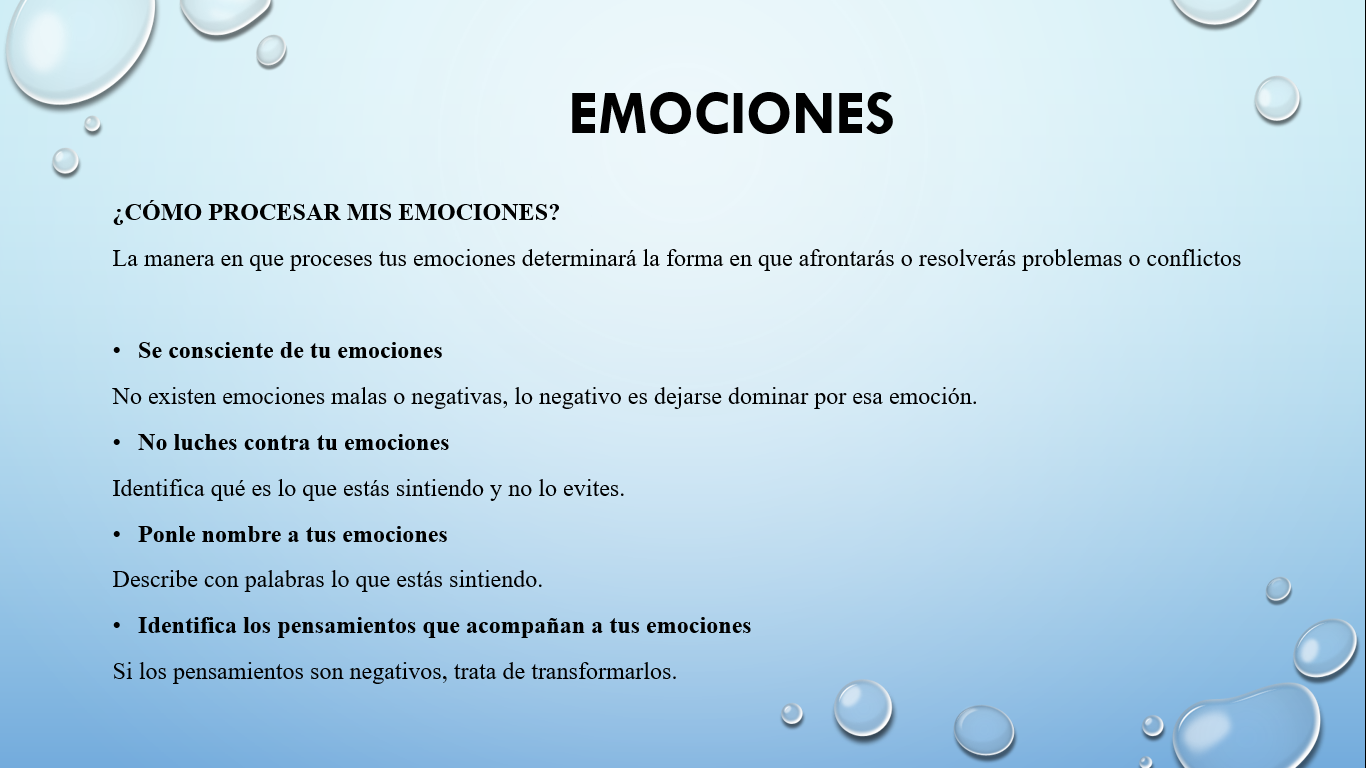 EMOCIONES
¿CÓMO PROCESAR MIS EMOCIONES?
La manera en que proceses tus emociones determinará la forma en que afrontarás o resolverás problemas o conflictos
• Se consciente de tu emociones
No existen emociones malas o negativas, lo negativo es dejarse dominar por esa emoción.
• No luches contra tu emociones
Identifica qué es lo que estás sintiendo y no lo evites.
• Ponle nombre a tus emociones
Describe con palabras lo que estás sintiendo.
• Identifica los pensamientos que acompañan a tus emociones
Si los pensamientos son negativos, trata de transformarlos.